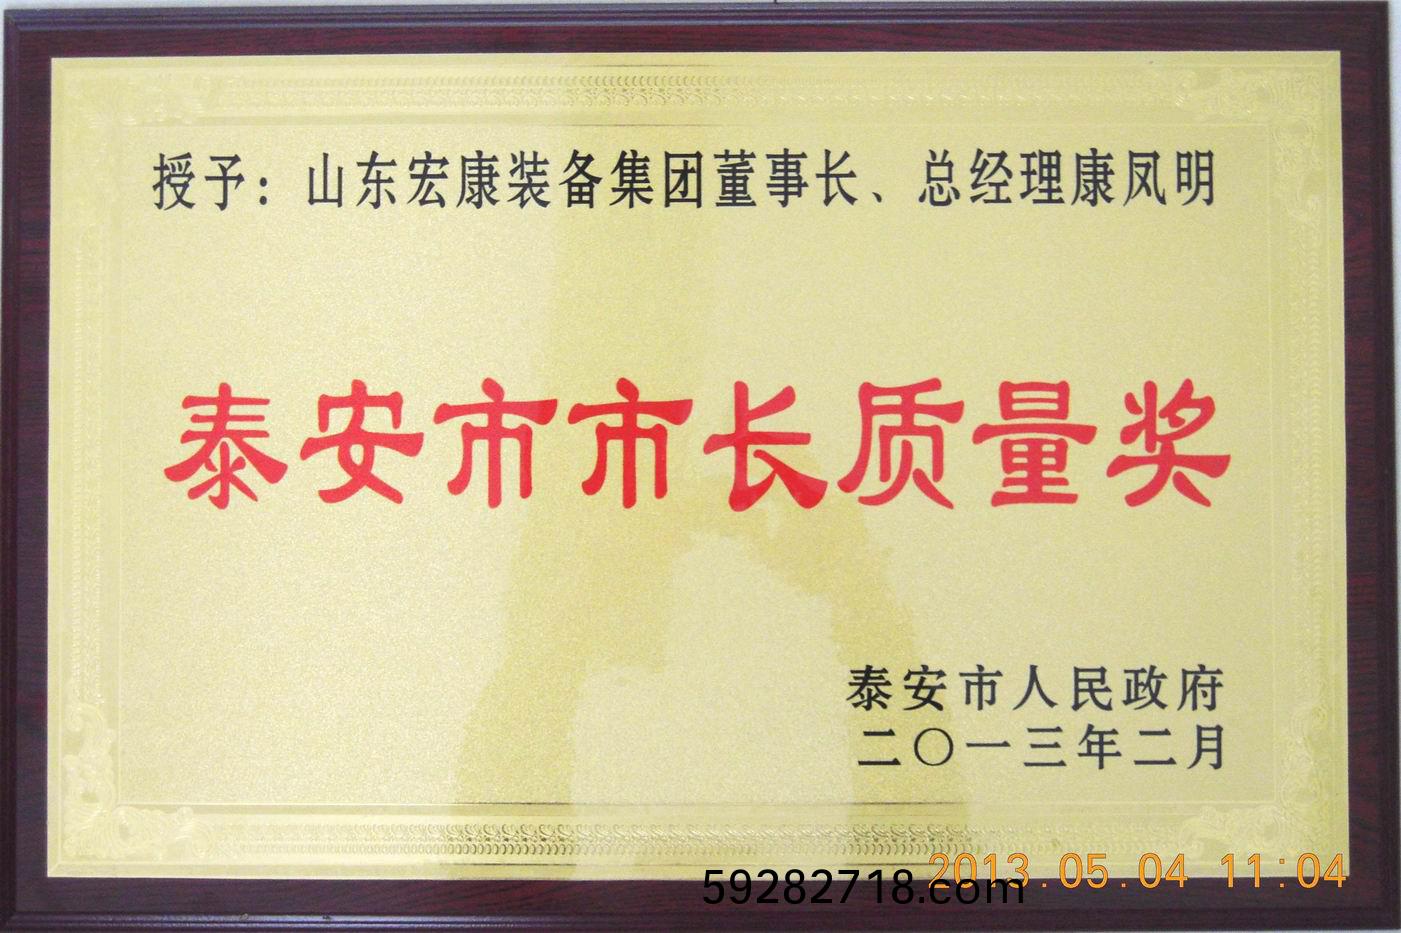 授予：山东宏康装备集团董事长、总经理康凤明
泰安市市长质量奖
泰安市人民政府
二〇一三年二月
2013.05.04 11:04
59282718.com